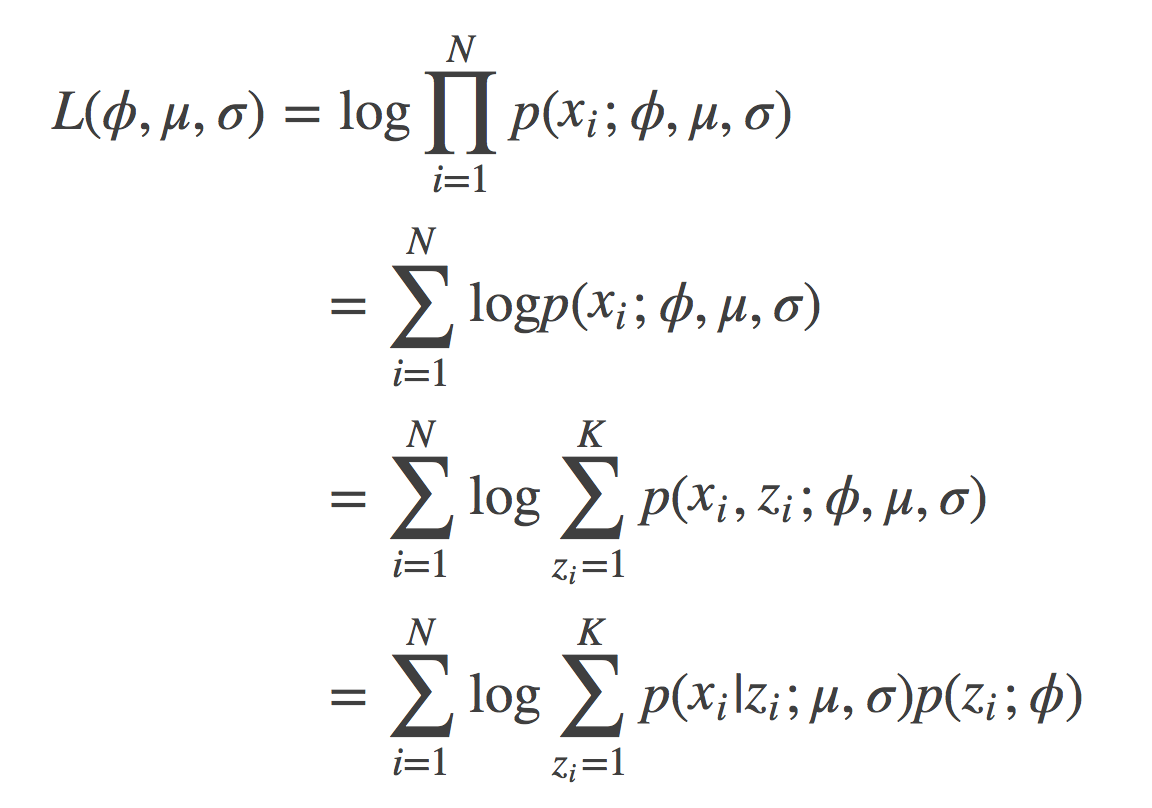 L(ϕ, μ, σ) = log ∏_{i=1}^{N} p(x_i; ϕ, μ, σ)
= ∑_{i=1}^{N} logp(x_i; ϕ, μ, σ)
= ∑_{i=1}^{N} log ∑_{z_i=1}^{K} p(x_i, z_i; ϕ, μ, σ)
= ∑_{i=1}^{N} log ∑_{z_i=1}^{K} p(x_i|z_i; μ, σ)p(z_i; ϕ)